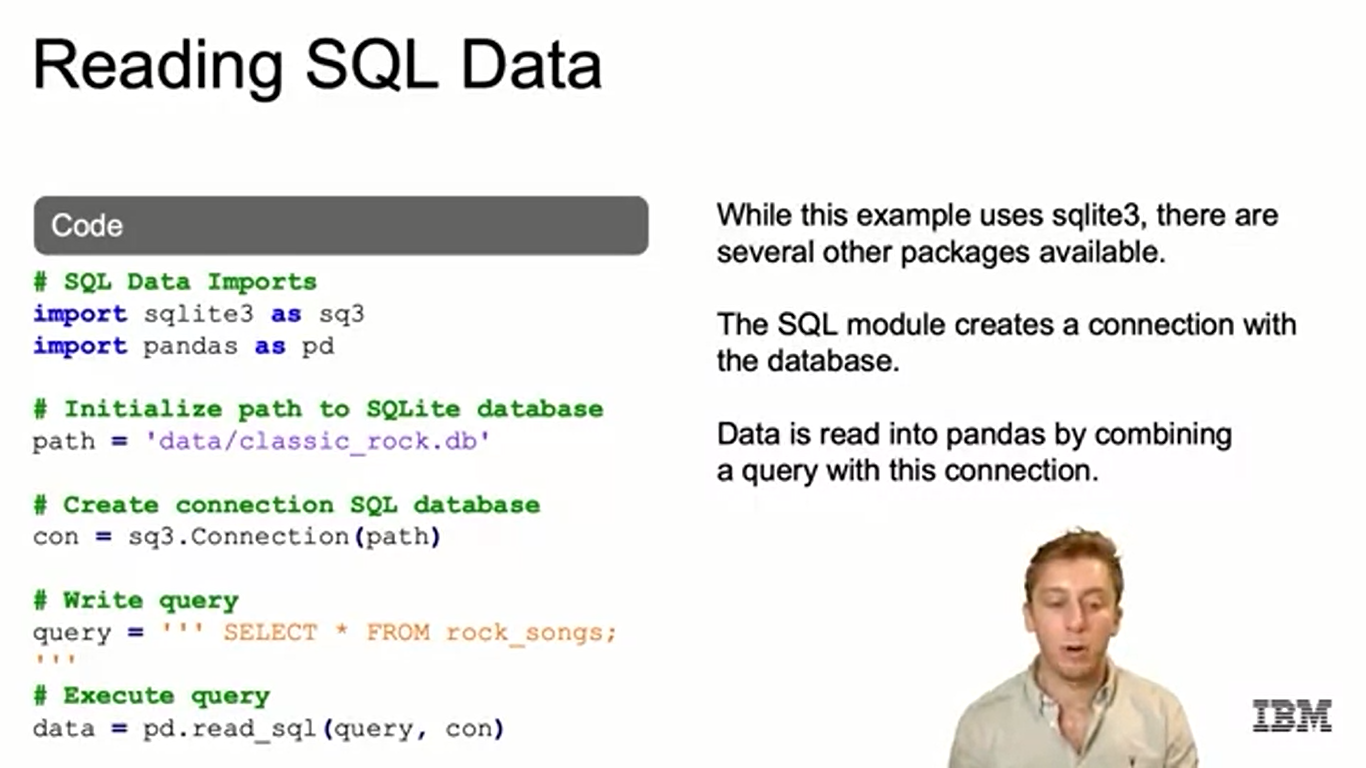 Reading SQL Data
Code
# SQL Data Imports
import sqlite3 as sq3
import pandas as pd
# Initialize path to SQLite database
path = 'data/classic_rock.db'
# Create connection SQL database
con = sq3.Connection(path)
# Write query
query = ''' SELECT * FROM rock_songs;
'''
# Execute query
data = pd.read_sql(query, con)
While this example uses sqlite3, there are
several other packages available.
The SQL module creates a connection with
the database.
Data is read into pandas by combining
a query with this connection.
IBM